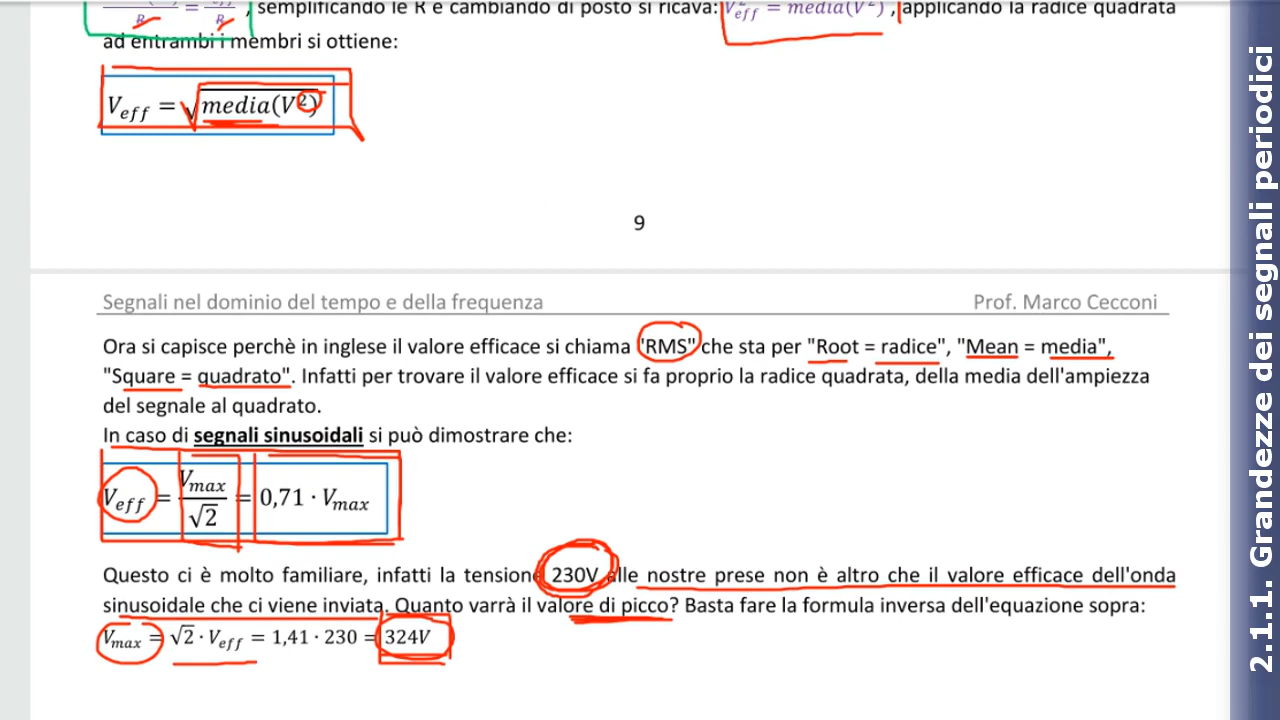 R R , semplificando le R e cambiando di posto si ricava: V²eff = media(V²) , applicando la radice quadrata
ad entrambi i membri si ottiene:
Veff = √media(V²)
9
Segnali nel dominio del tempo e della frequenza Prof. Marco Cecconi
Ora si capisce perchè in inglese il valore efficace si chiama "RMS" che sta per "Root = radice", "Mean = media",
"Square = quadrato". Infatti per trovare il valore efficace si fa proprio la radice quadrata, della media dell'ampiezza
del segnale al quadrato.
In caso di segnali sinusoidali si può dimostrare che:
Veff = Vmax/√2 = 0,71 · Vmax
Questo ci è molto familiare, infatti la tensione 230V alle nostre prese non è altro che il valore efficace dell'onda
sinusoidale che ci viene inviata. Quanto varrà il valore di picco? Basta fare la formula inversa dell'equazione sopra:
Vmax = √2 · Veff = 1,41 · 230 = 324V
2.1.1. Grandezze dei segnali periodici